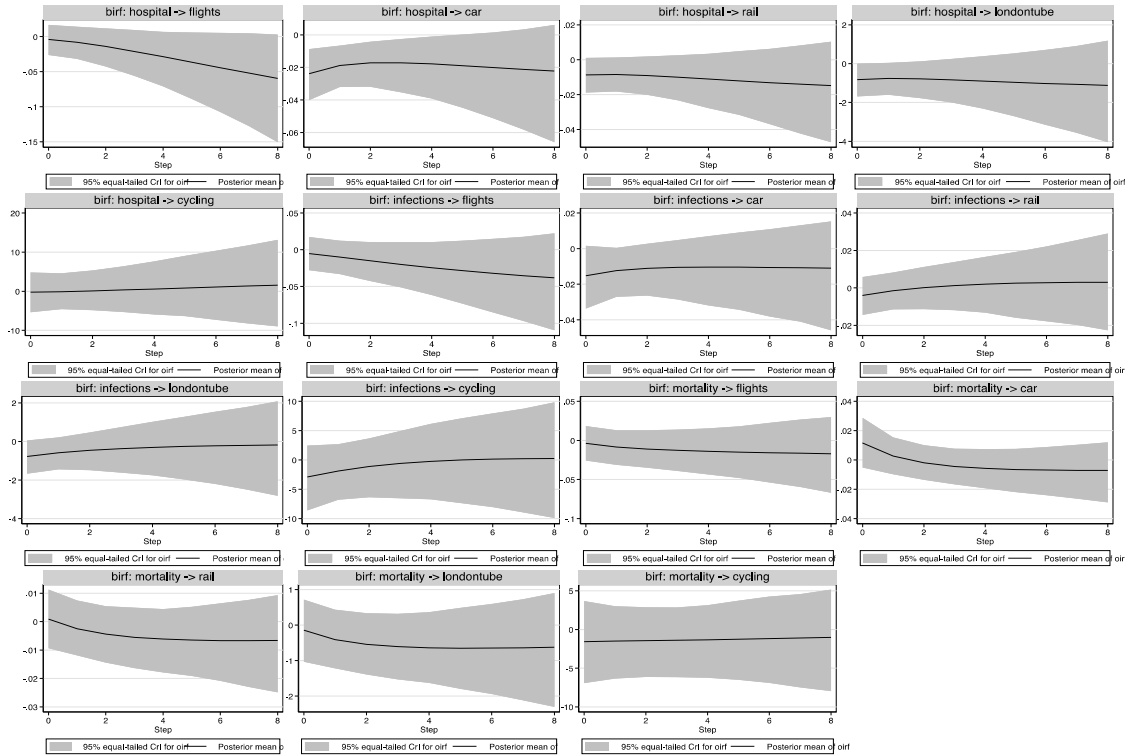 birf: hospital -> flights
0
-.05
-.1
-.15
0 2 4 6 8
Step
95% equal-tailed CrI for oirf Posterior mean of
birf: hospital -> car
0
-.02
-.04
-.06
0 2 4 6 8
Step
95% equal-tailed CrI for oirf Posterior mean of
birf: hospital -> rail
.02
0
-.02
-.04
0 2 4 6 8
Step
95% equal-tailed CrI for oirf Posterior mean of
birf: hospital -> londontube
2
0
-2
-4
0 2 4 6 8
Step
95% equal-tailed CrI for oirf Posterior mean of oirf
birf: hospital -> cycling
20
10
0
-10
0 2 4 6 8
Step
95% equal-tailed CrI for oirf Posterior mean of
birf: infections -> flights
.05
0
-.05
-.1
0 2 4 6 8
Step
95% equal-tailed CrI for oirf Posterior mean of
birf: infections -> car
.02
0
-.02
-.04
0 2 4 6 8
Step
95% equal-tailed CrI for oirf Posterior mean of
birf: infections -> rail
.04
.02
0
.02
0 2 4 6 8
Step
95% equal-tailed CrI for oirf Posterior mean of oirf
birf: infections -> londontube
2
0
-2
-4
0 2 4 6 8
Step
95% equal-tailed CrI for oirf Posterior mean of
birf: infections -> cycling
10
5
0
-5
-10
0 2 4 6 8
Step
95% equal-tailed CrI for oirf Posterior mean of
birf: mortality -> flights
.05
0
-.05
-.1
0 2 4 6 8
Step
95% equal-tailed CrI for oirf Posterior mean of
birf: mortality -> car
.04
.02
0
.02
.04
0 2 4 6 8
Step
95% equal-tailed CrI for oirf Posterior mean of oirf
birf: mortality -> rail
.01
0
-.01
-.02
-.03
0 2 4 6 8
Step
95% equal-tailed CrI for oirf Posterior mean of
birf: mortality -> londontube
1
0
-1
-2
0 2 4 6 8
Step
95% equal-tailed CrI for oirf Posterior mean of
birf: mortality -> cycling
5
0
-5
-10
0 2 4 6 8
Step
95% equal-tailed CrI for oirf Posterior mean of oirf